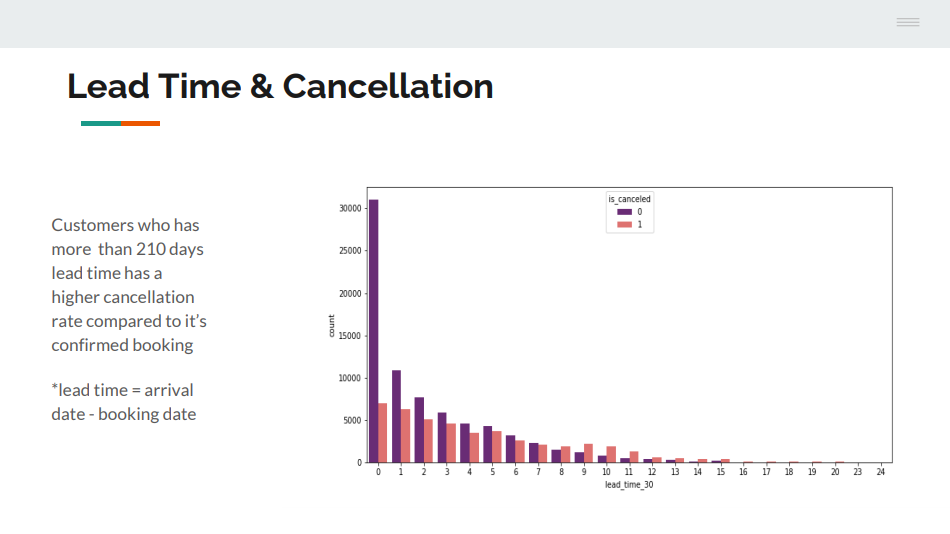 Lead Time & Cancellation
Customers who has
more  than 210 days
lead time has a
higher cancellation
rate compared to it's
confirmed booking
*lead time = arrival
date - booking date
is_canceled
0
1
30000
25000
20000
15000
10000
5000
0
count
0 1 2 3 4 5 6 7 8 9 10 11 12 13 14 15 16 17 18 19 20 23 24
lead_time_30